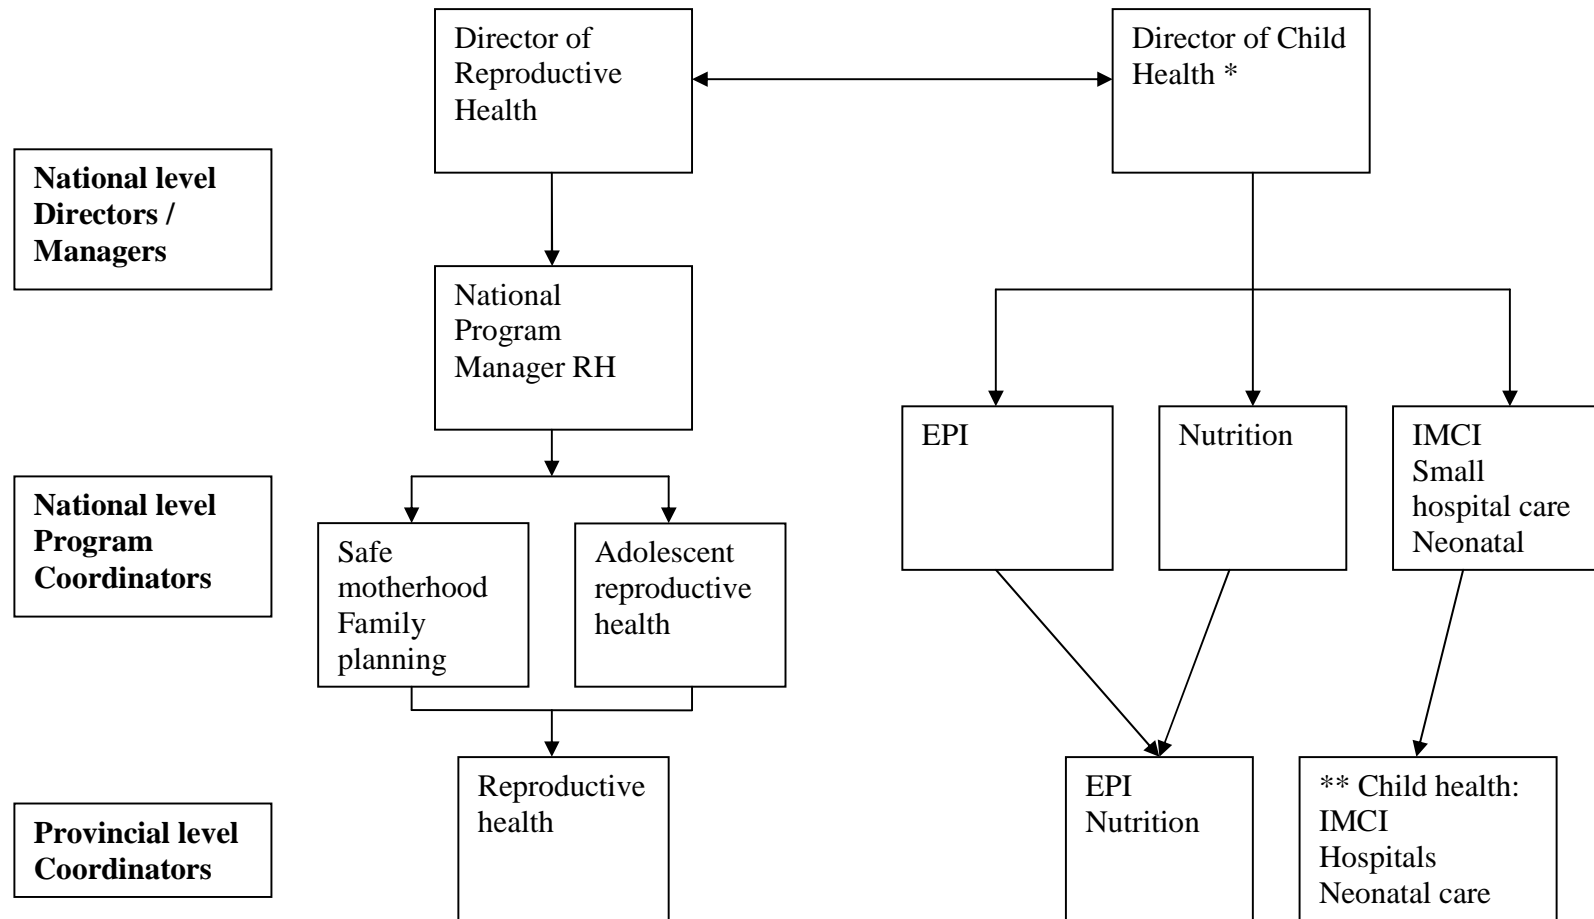 Director of
Reproductive
Health
Director of Child
Health *
National level
Directors /
Managers
National
Program
Manager RH
EPI
Nutrition
IMCI
Small
hospital care
Neonatal
National level
Program
Coordinators
Safe
motherhood
Family
planning
Adolescent
reproductive
health
Reproductive
health
EPI
Nutrition
** Child health:
IMCI
Hospitals
Neonatal care
Provincial level
Coordinators